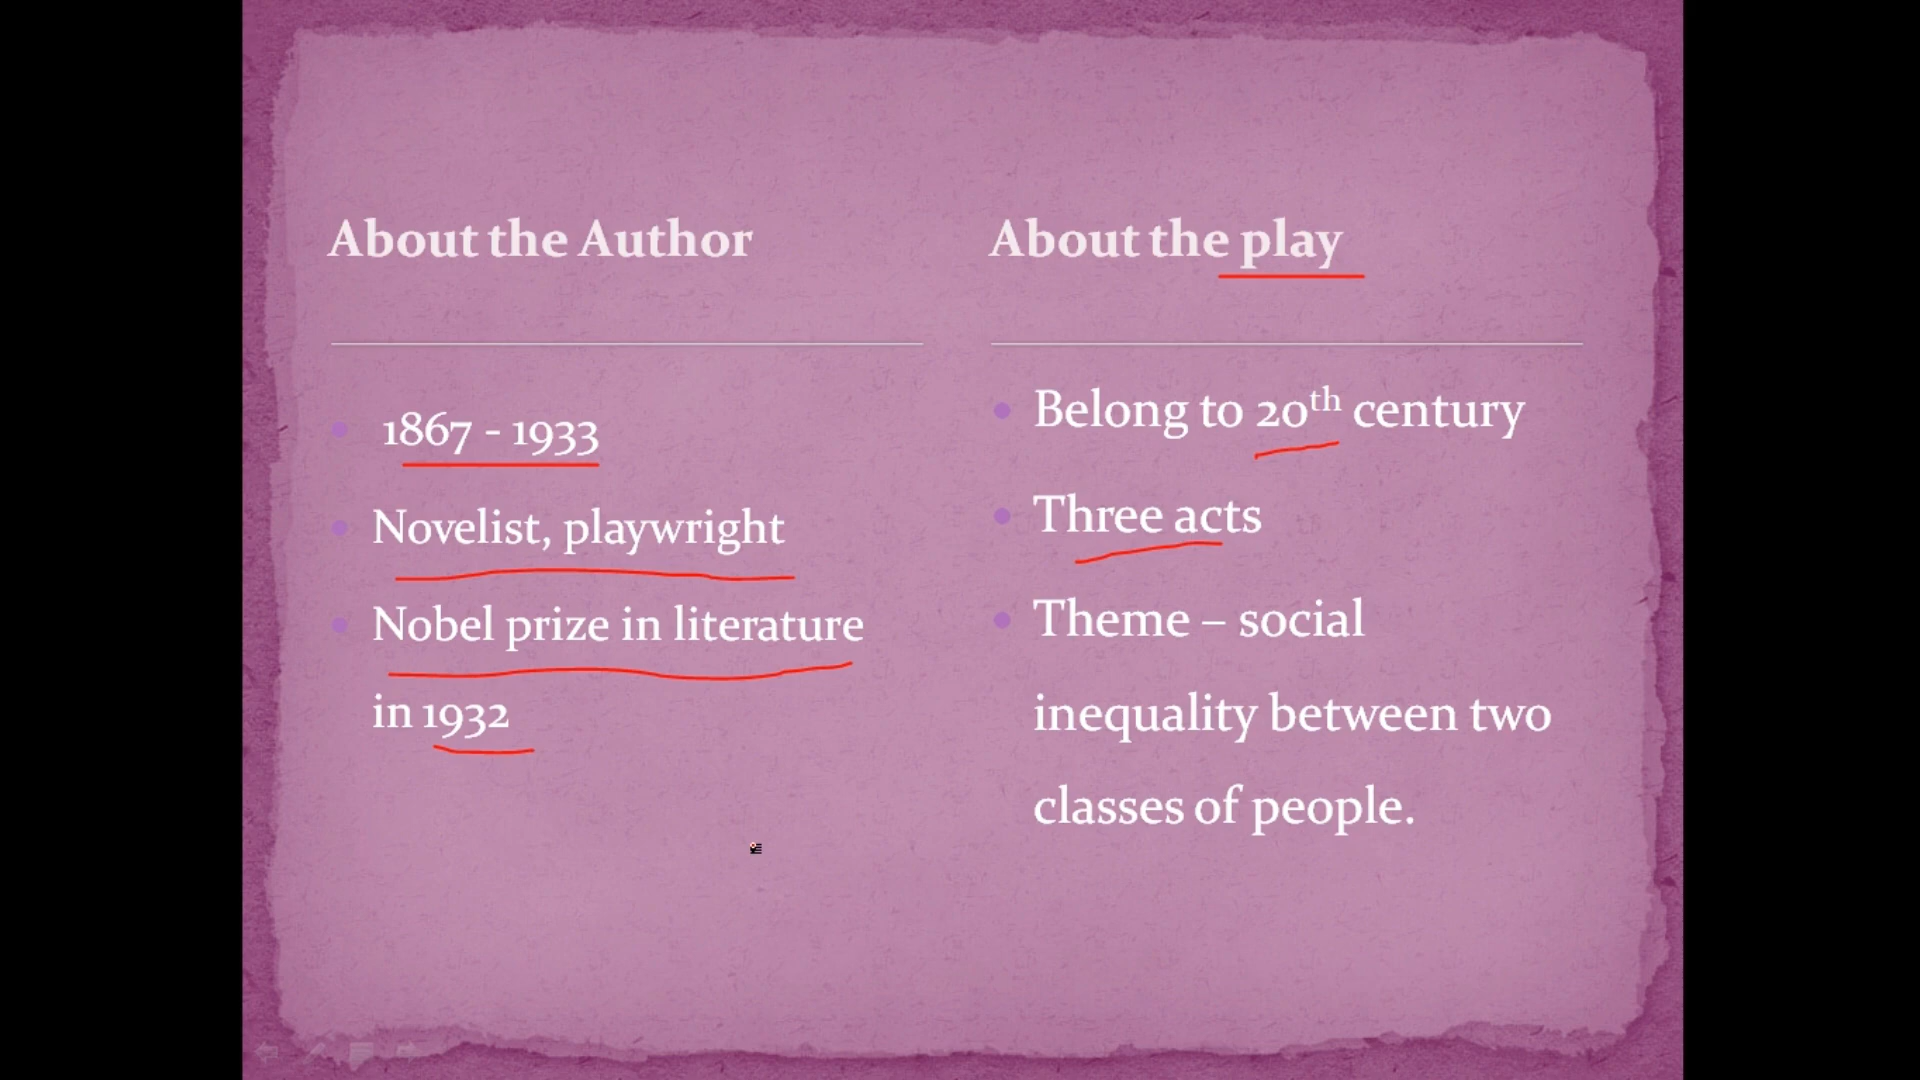 About the Author
1867 - 1933
Novelist, playwright
Nobel prize in literature
in 1932
About the play
Belong to 20th century
Three acts
Theme – social
inequality between two
classes of people.